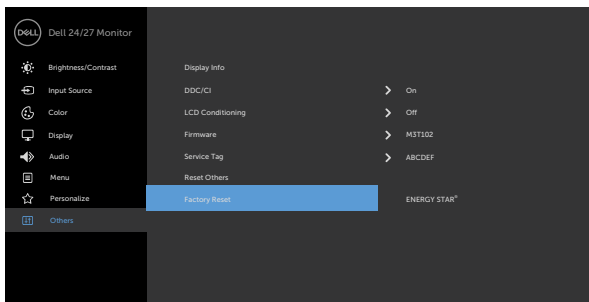 DELL Dell 24/27 Monitor
Brightness/Contrast
Input Source
Color
Display
Audio
Menu
Personalize
Others
Display Info
DDC/CI On
LCD Conditioning Off
Firmware M3T102
Service Tag ABCDEF
Reset Others
Factory Reset ENERGY STAR®